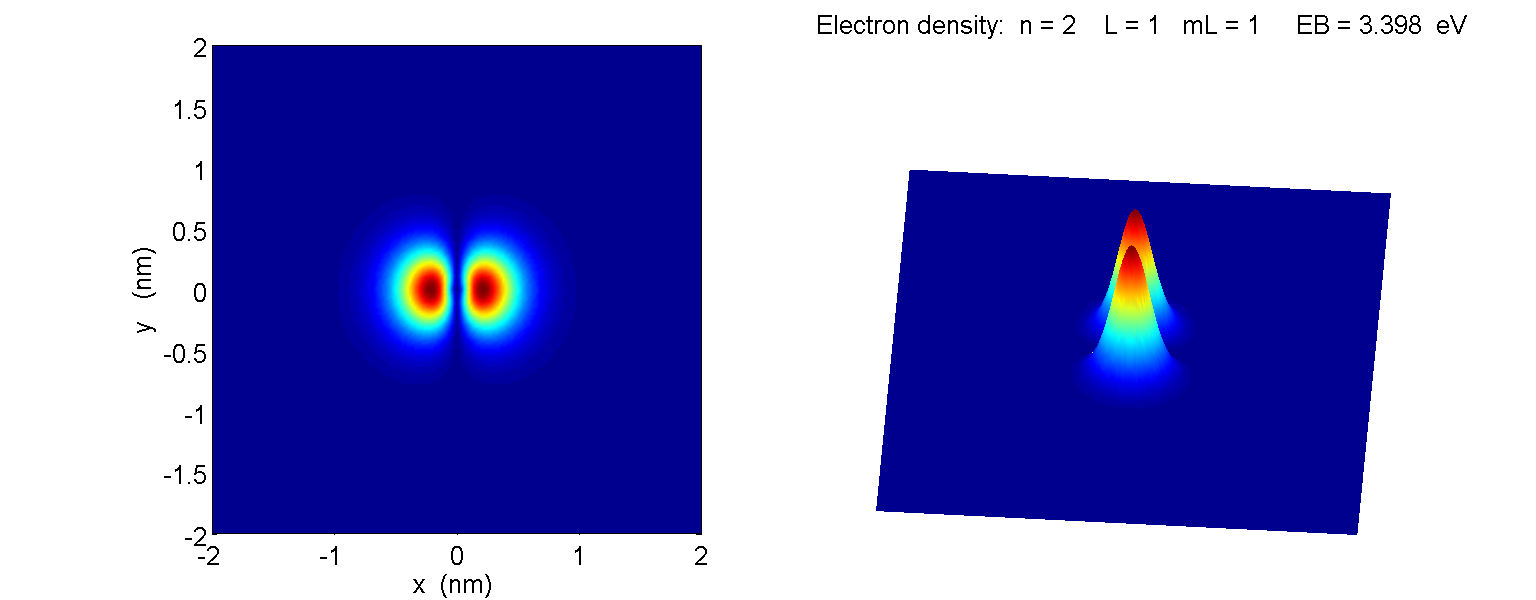 Electron density: n = 2 L = 1 mL = 1 EB = 3.398 eV
2
1.5
1
0.5
0
-0.5
-1
-1.5
-2
y (nm)
-2 -1 0 1 2
x (nm)